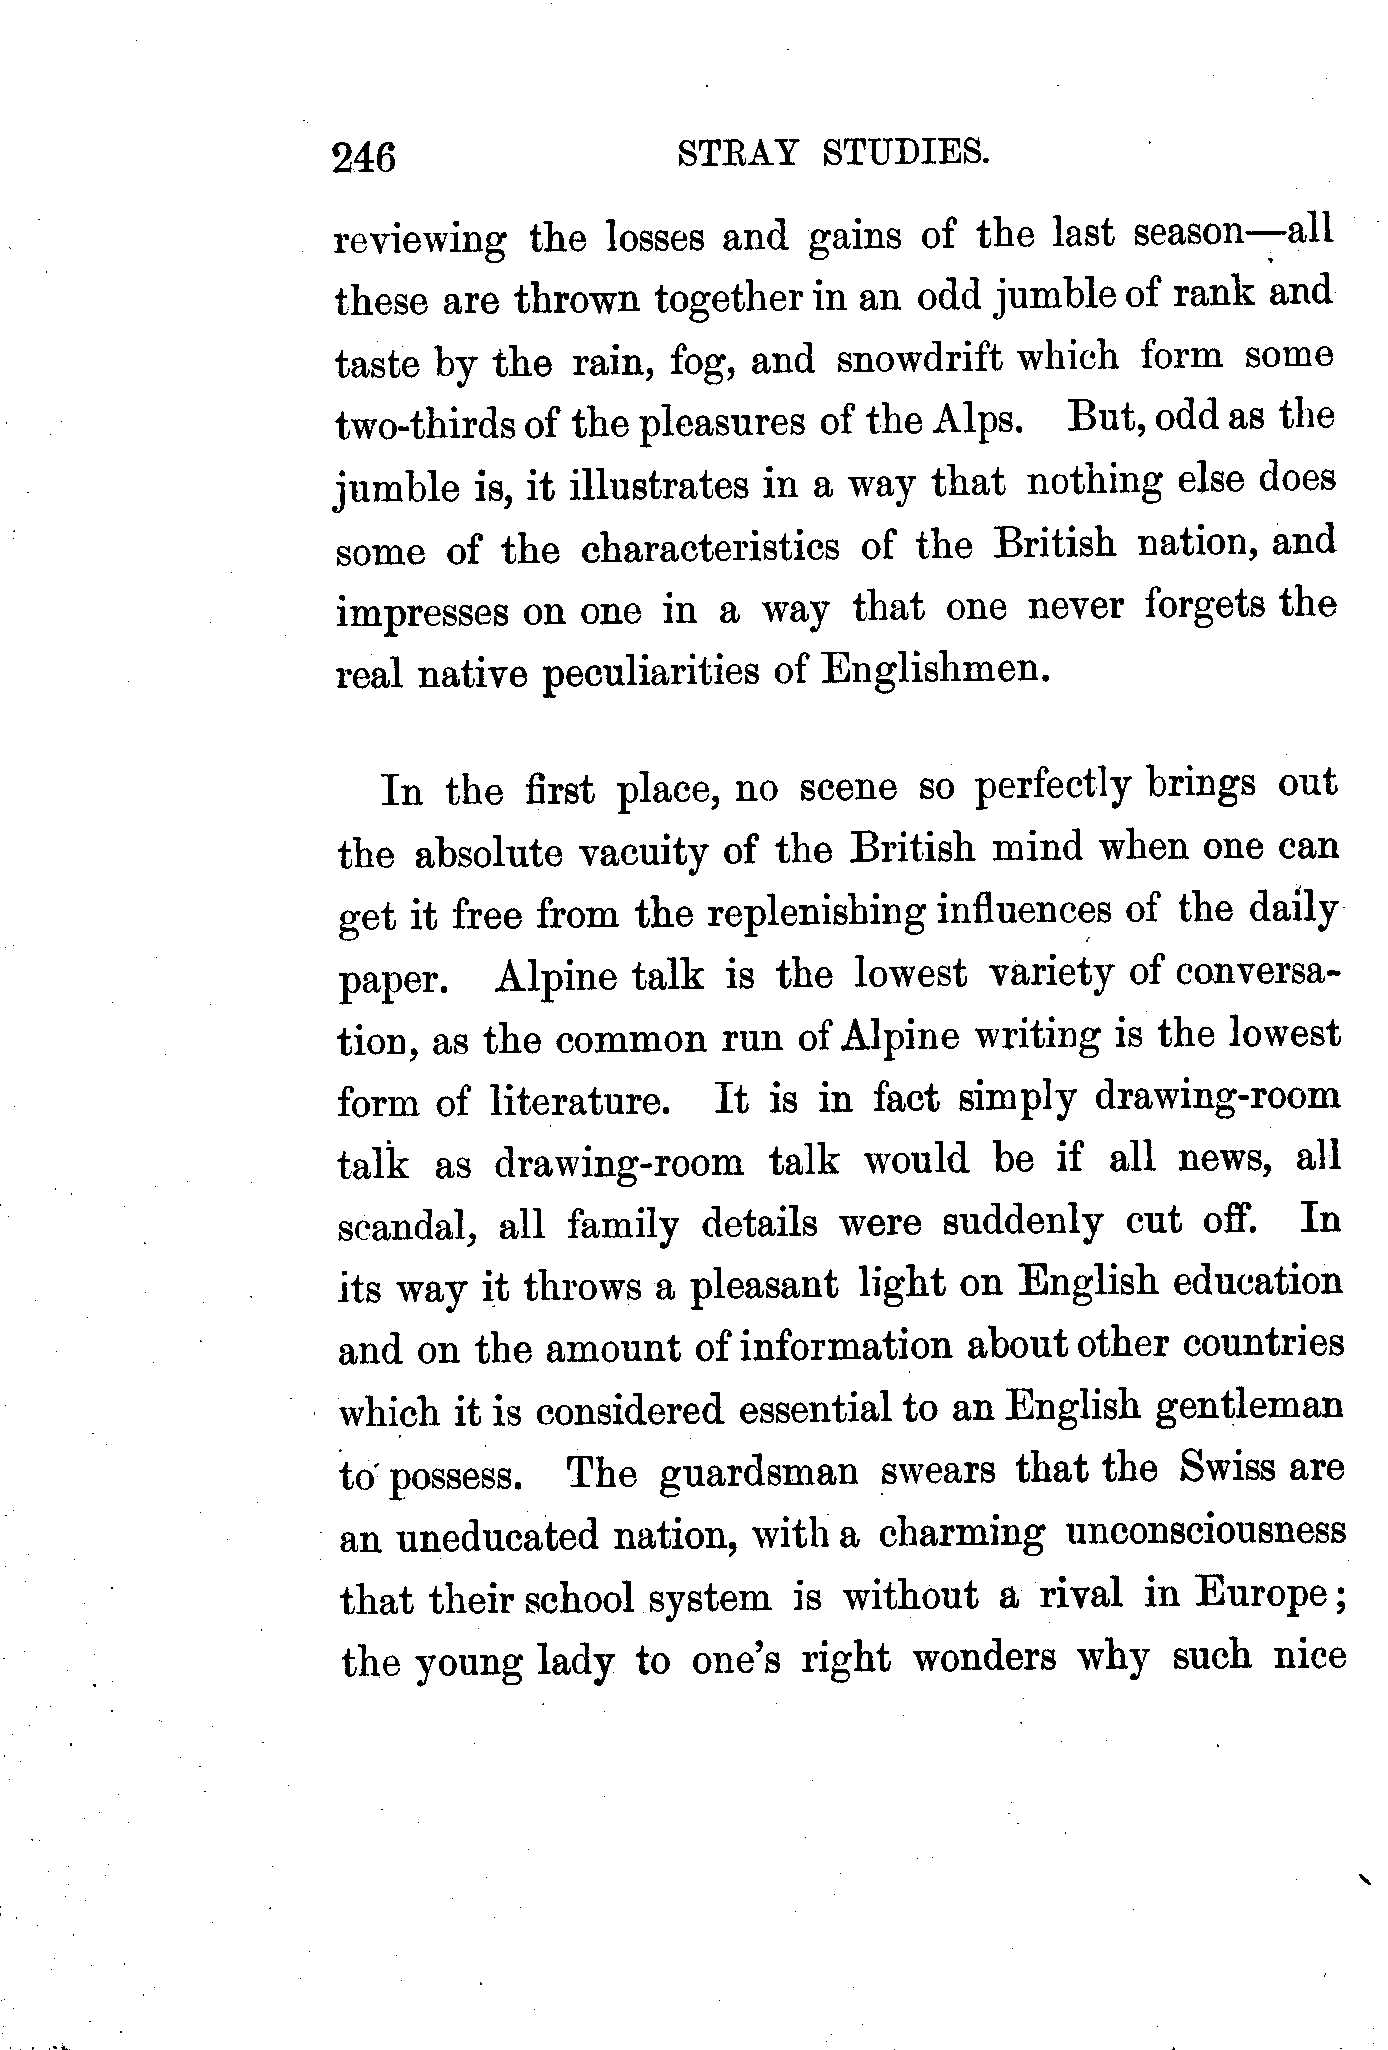 246 STRAY STUDIES.
reviewing the losses and gains of the last season—all
these are thrown together in an odd jumble of rank and
taste by the rain, fog, and snowdrift which form some
two-thirds of the pleasures of the Alps. But, odd as the
jumble is, it illustrates in a way that nothing else does
some of the characteristics of the British nation, and
impresses on one in a way that one never forgets the
real native peculiarities of Englishmen.
In the first place, no scene so perfectly brings out
the absolute vacuity of the British mind when one can
get it free from the replenishing influences of the daily
paper. Alpine talk is the lowest variety of conversa-
tion, as the common run of Alpine writing is the lowest
form of literature. It is in fact simply drawing-room
talk as drawing-room talk would be if all news, all
scandal, all family details were suddenly cut off. In
its way it throws a pleasant light on English education
and on the amount of information about other countries
which it is considered essential to an English gentleman
to possess. The guardsman swears that the Swiss are
an uneducated nation, with a charming unconsciousness
that their school system is without a rival in Europe;
the young lady to one's right wonders why such nice